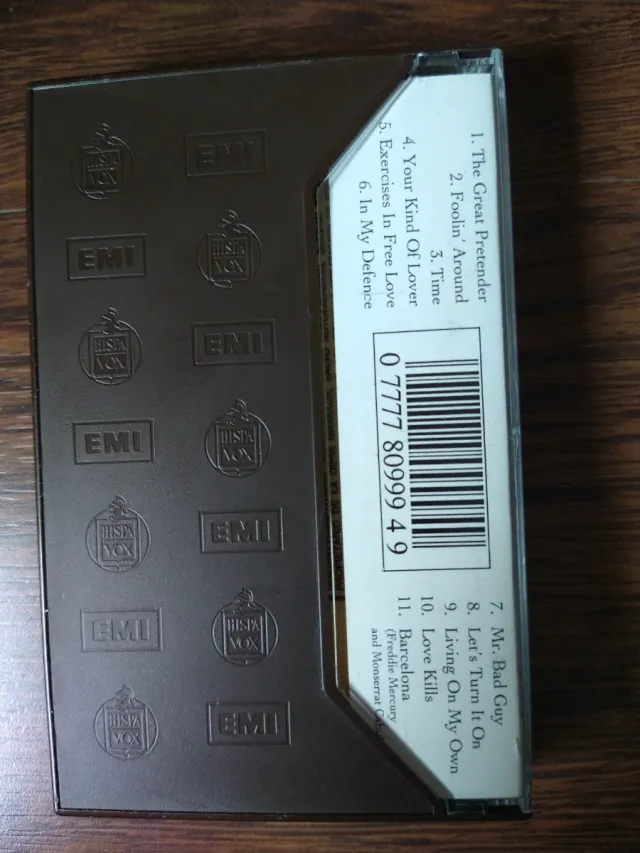 1. The Great Pretender
2. Foolin' Around
3. Time
4. Your Kind Of Lover
5. Exercises In Free Love
6. In My Defence
0 7777 80999 4 9
7. Mr. Bad Guy
8. Let's Turn It On
9. Living On My Own
10. Love Kills
11. Barcelona
(Freddie Mercury
and Monserrat
HISPA
VOX
EMI
EMI
HISPA
VOX
HISPA
VOX
EMI
EMI
HISPA
VOX
HISPA
VOX
EMI
EMI
HISPA
VOX
HISPA
VOX
EMI